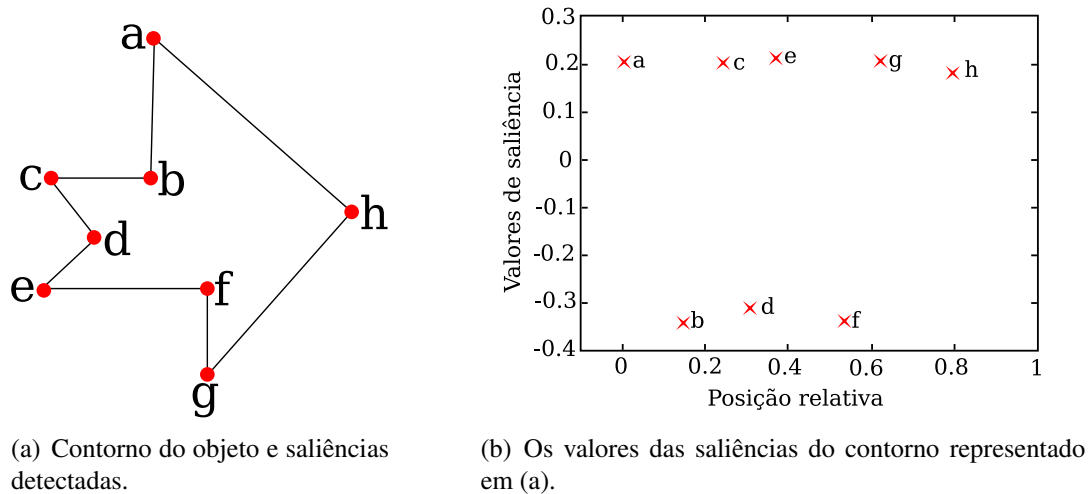 a
c
b
d
h
e
f
g
0.3
0.2
0.1
0
-0.1
-0.2
-0.3
-0.4
Valores de saliência
a
c
e
g
h
b
d
f
0 0.2 0.4 0.6 0.8 1
Posição relativa
(a) Contorno do objeto e saliências
detectadas.
(b) Os valores das saliências do contorno representado
em (a).